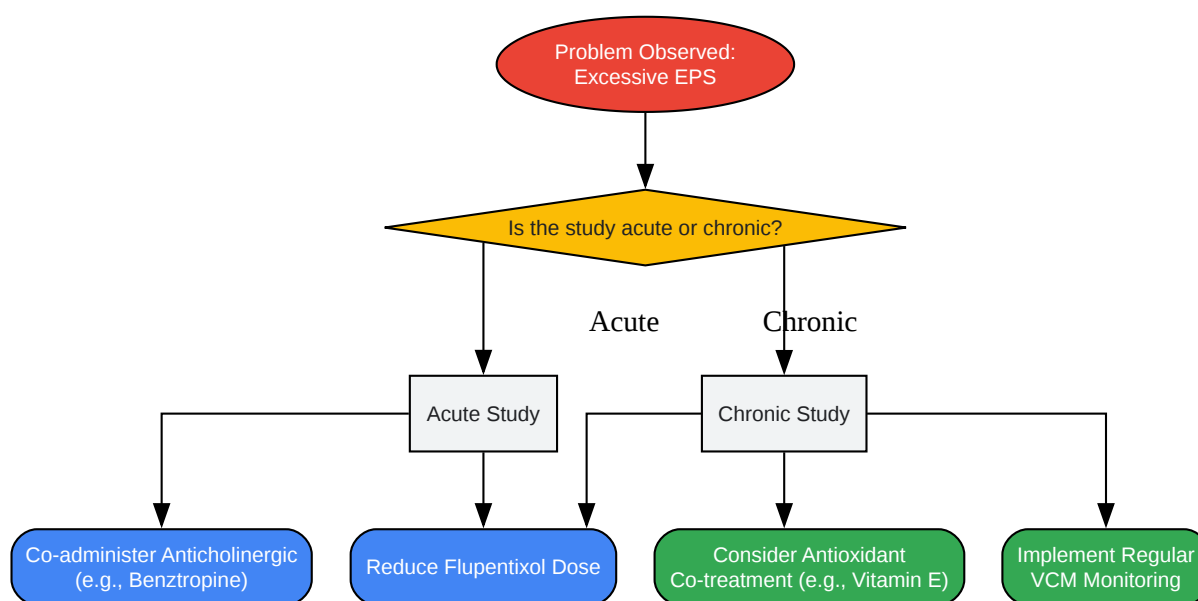 Problem Observed:
Excessive EPS
Is the study acute or chronic?
Acute
Chronic
Acute Study
Chronic Study
Co-administer Anticholinergic
(e.g., Benztropine)
Reduce Flupentixol Dose
Consider Antioxidant
Co-treatment (e.g., Vitamin E)
Implement Regular
VCM Monitoring